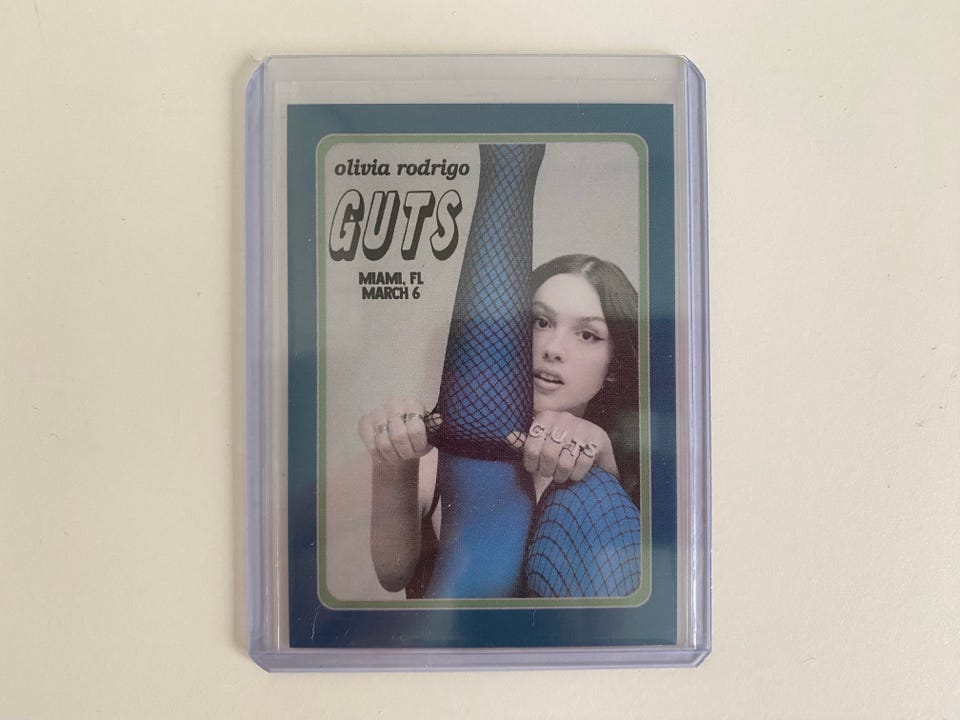 olivia rodrigo
GUTS
MIAMI, FL
MARCH 6
GUTS